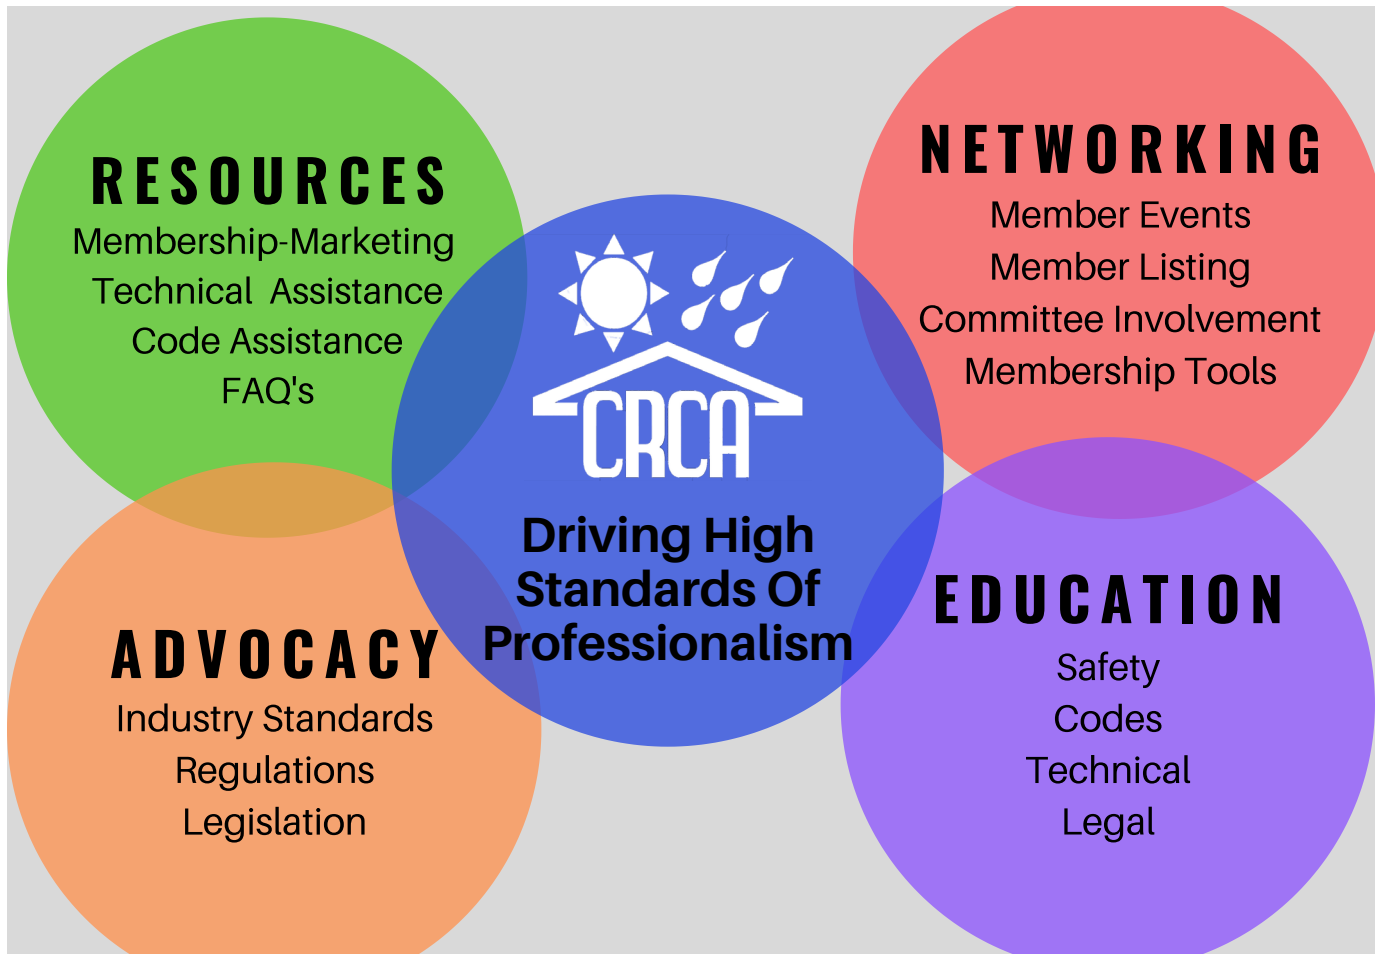 RESOURCES
Membership-Marketing
Technical Assistance
Code Assistance
FAQ's
NETWORKING
Member Events
Member Listing
Committee Involvement
Membership Tools
CRCA
Driving High
Standards Of
Professionalism
ADVOCACY
Industry Standards
Regulations
Legislation
EDUCATION
Safety
Codes
Technical
Legal